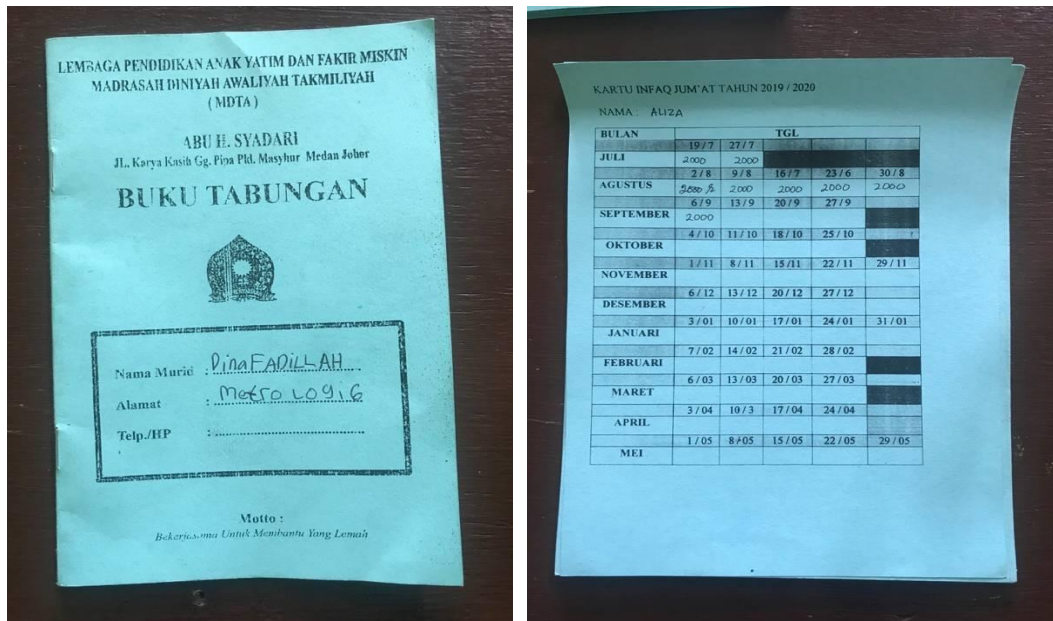 LEMBAGA PENDIDIKAN ANAK YATIM DAN FAKIR MISKIN
MADRASAH DINIYAH AWALIYAH TAKMILIYAH
( MDTA )
ABU H. SYADARI
JL. Karya Kasih Gg. Pipa Pld. Masyhur Medan Johor
BUKU TABUNGAN
Nama Murid : Dina FADILLAH
Alamat : Metro
Telp./HP :
Motto :
Bekerjasama Untuk Membantu Yang Lemah
KARTU INFAQ JUM'AT TAHUN 2019 / 2020
NAMA : ALIZA
BULAN TGL
19 / 7 27 / 7
JULI 2000 2000
2 / 8 9 / 8 16 / 7 23 / 6 30 / 8
AGUSTUS 2000 2000 2000 2000 2000
6 / 9 13 / 9 20 / 9 27 / 9
SEPTEMBER 2000
4 / 10 11 / 10 18 / 10 25 / 10
OKTOBER
1 / 11 8 / 11 15 /11 22 / 11 29 / 11
NOVEMBER
6 / 12 13 / 12 20 / 12 27 / 12
DESEMBER
3 / 01 10 / 01 17 / 01 24 / 01 31 / 01
JANUARI
7 / 02 14 / 02 21 / 02 28 / 02
FEBRUARI
6 / 03 13 / 03 20 / 03 27 / 03
MARET
3 / 04 10 / 3 17 / 04 24 / 04
APRIL
1 / 05 8 / 05 15 / 05 22 / 05 29 / 05
MEI